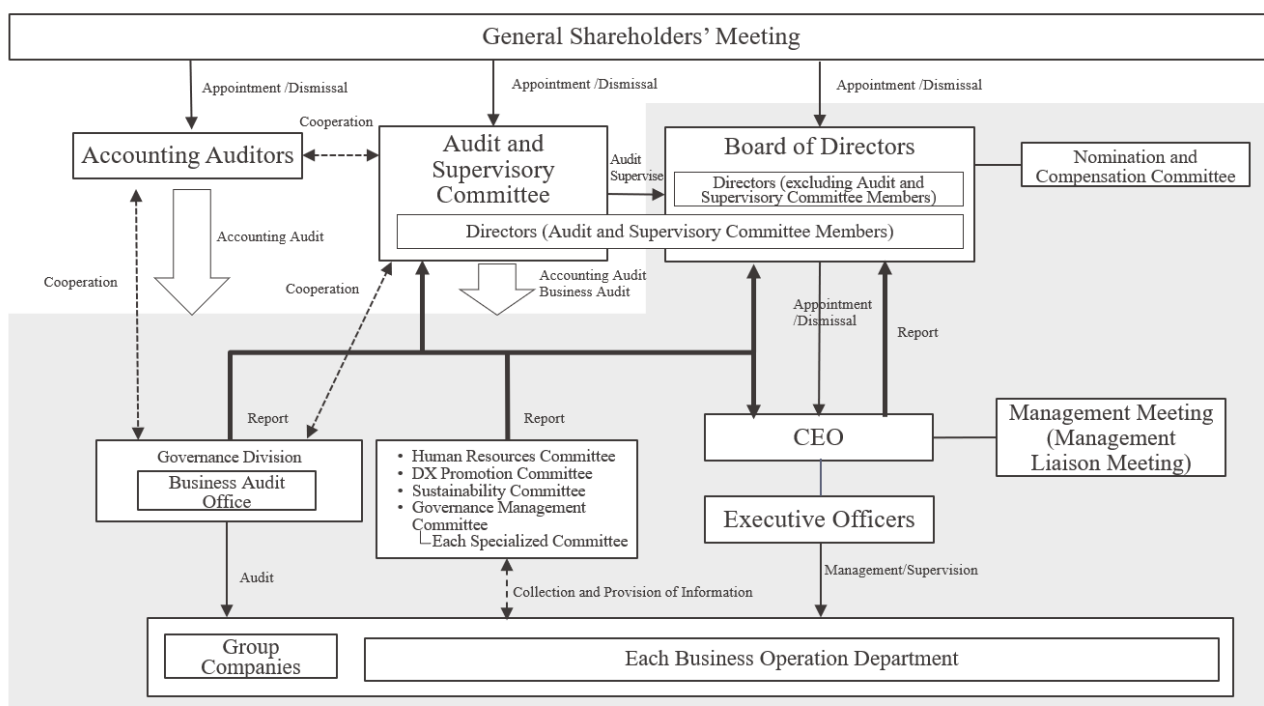 General Shareholders’ Meeting
Appointment /Dismissal
Appointment /Dismissal
Appointment /Dismissal
Cooperation
Accounting Auditors
Audit and
Supervisory
Committee
Audit
Supervise
Board of Directors
Directors (excluding Audit and
Supervisory Committee Members)
Nomination and
Compensation Committee
Directors (Audit and Supervisory Committee Members)
Accounting Audit
Cooperation
Cooperation
Accounting Audit
Business Audit
Appointment
/Dismissal
Report
Report
Report
Governance Division
Business Audit
Office
• Human Resources Committee
• DX Promotion Committee
• Sustainability Committee
• Governance Management
Committee
Each Specialized Committee
CEO
Management Meeting
(Management
Liaison Meeting)
Executive Officers
Audit
Collection and Provision of Information
Management/Supervision
Group
Companies
Each Business Operation Department